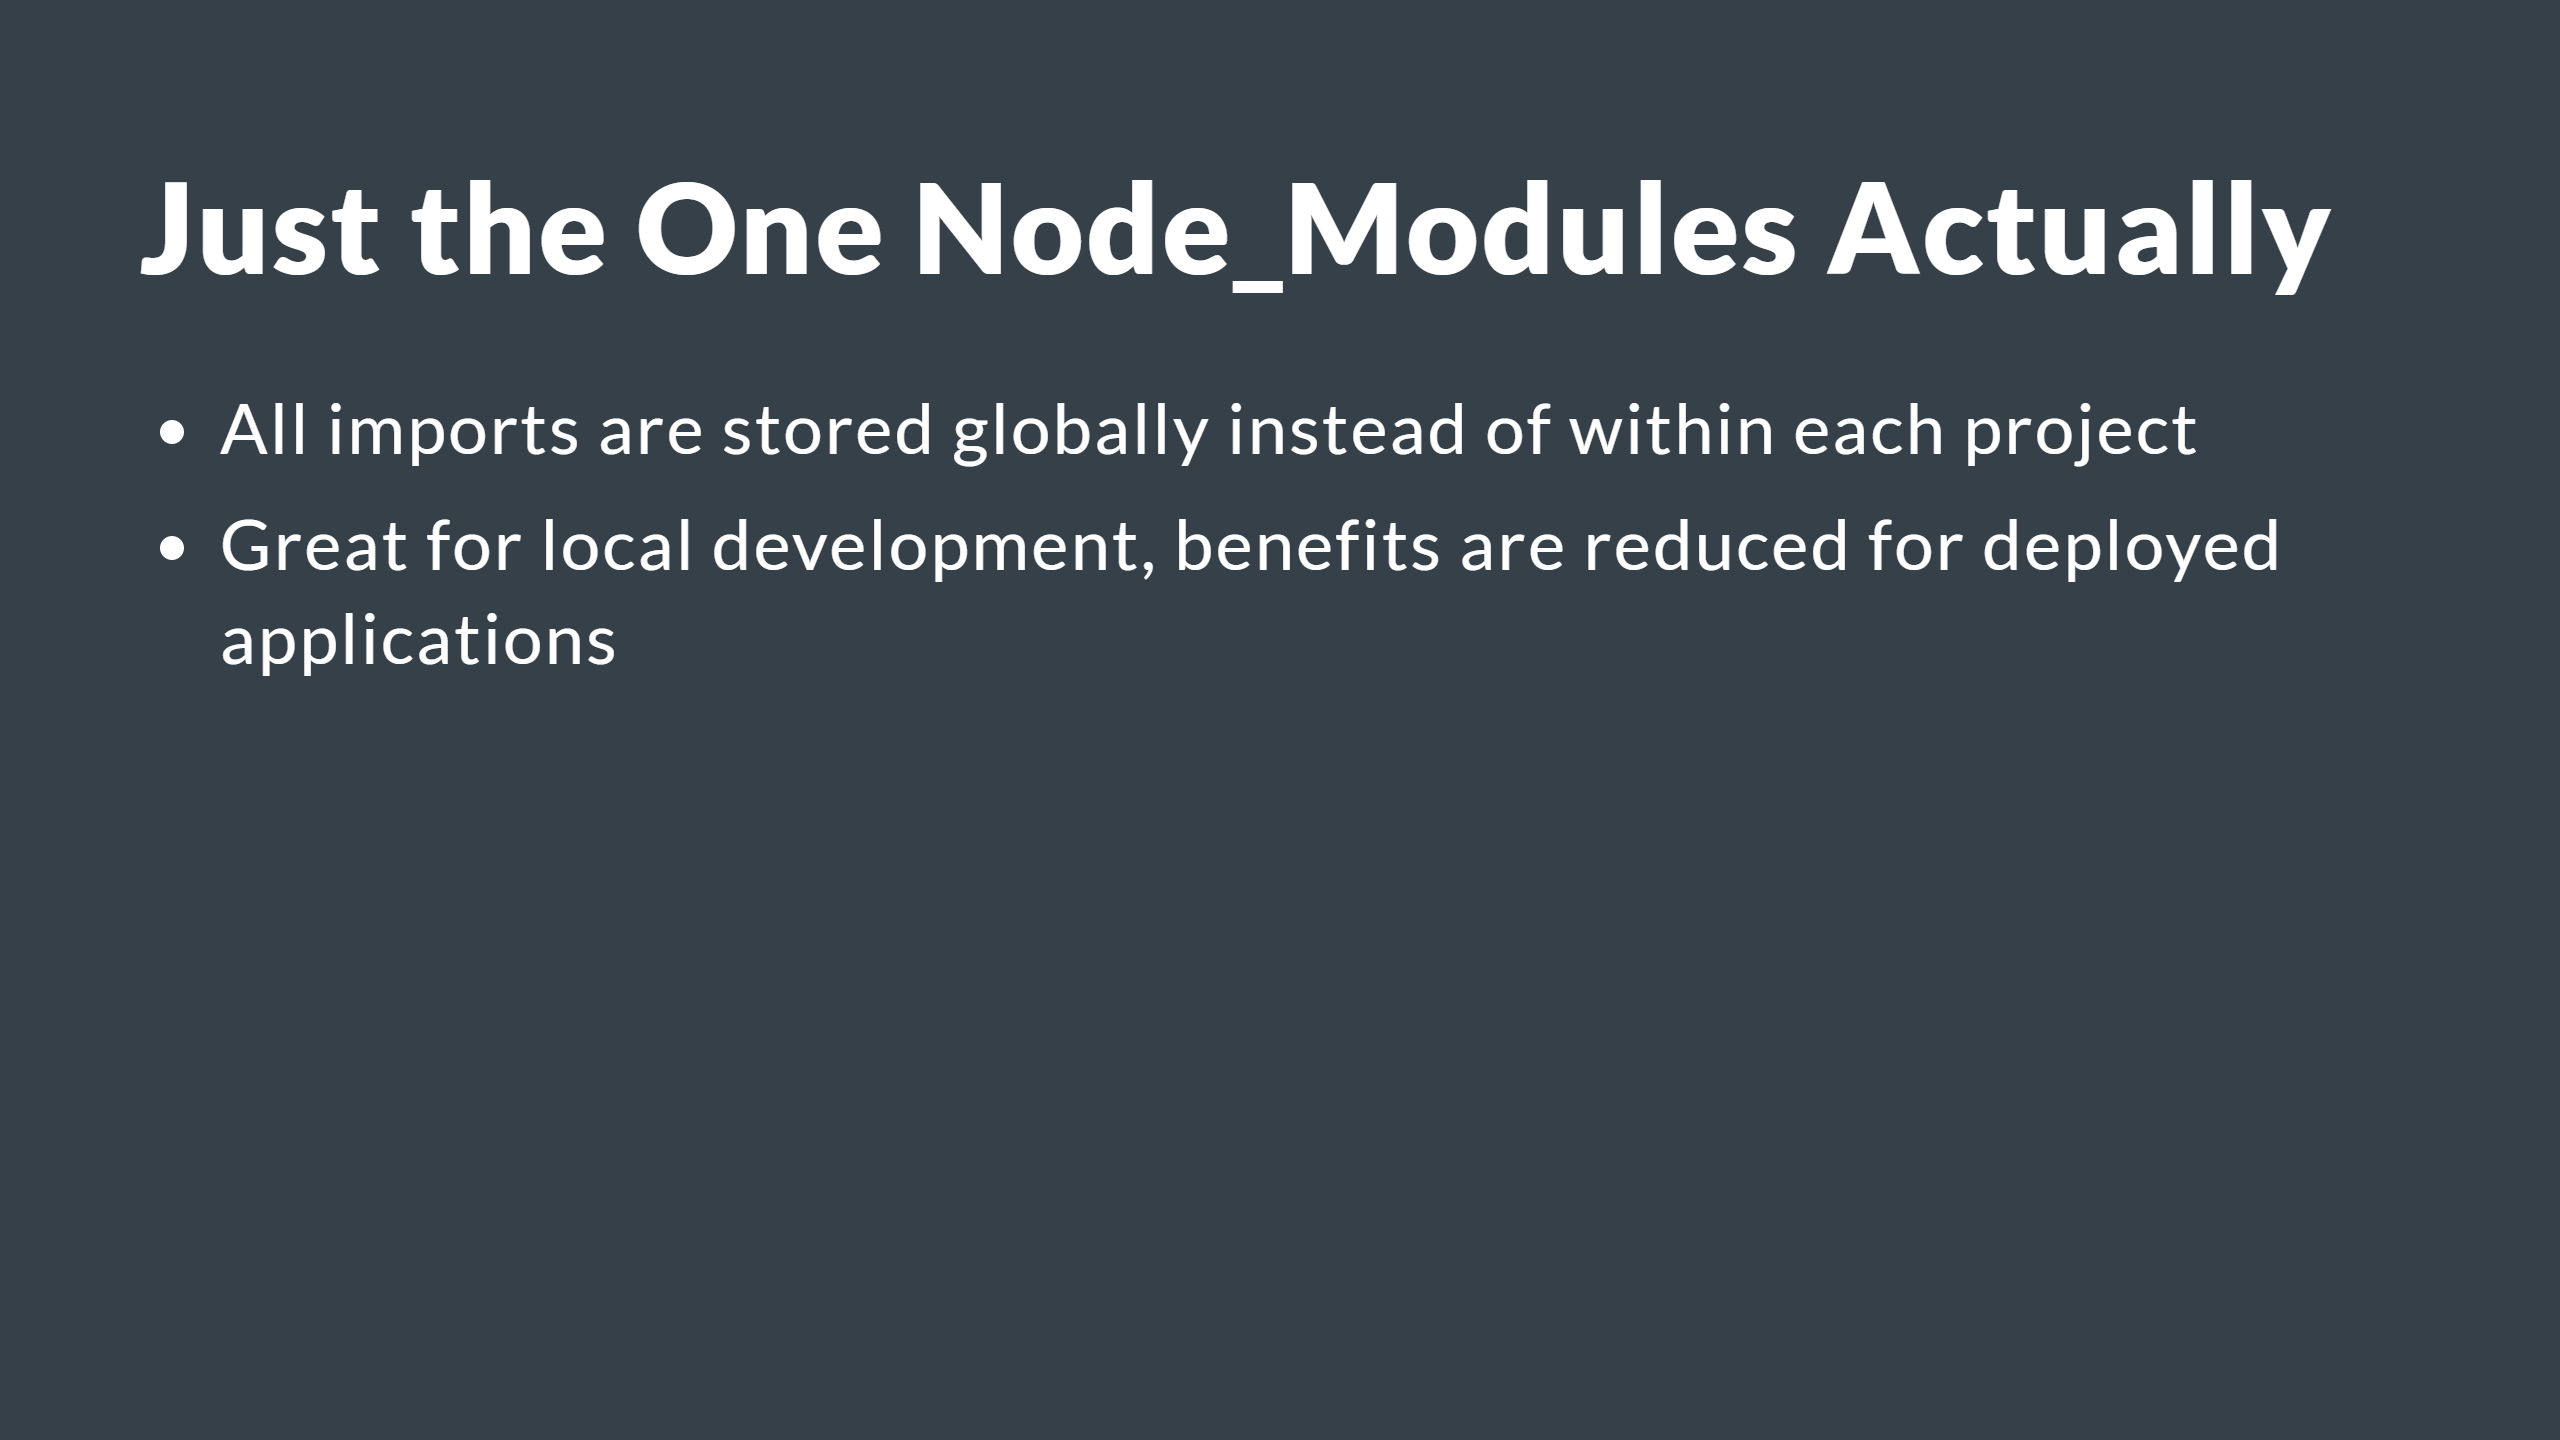 Just the One Node_Modules Actually
• All imports are stored globally instead of within each project
• Great for local development, benefits are reduced for deployed
applications